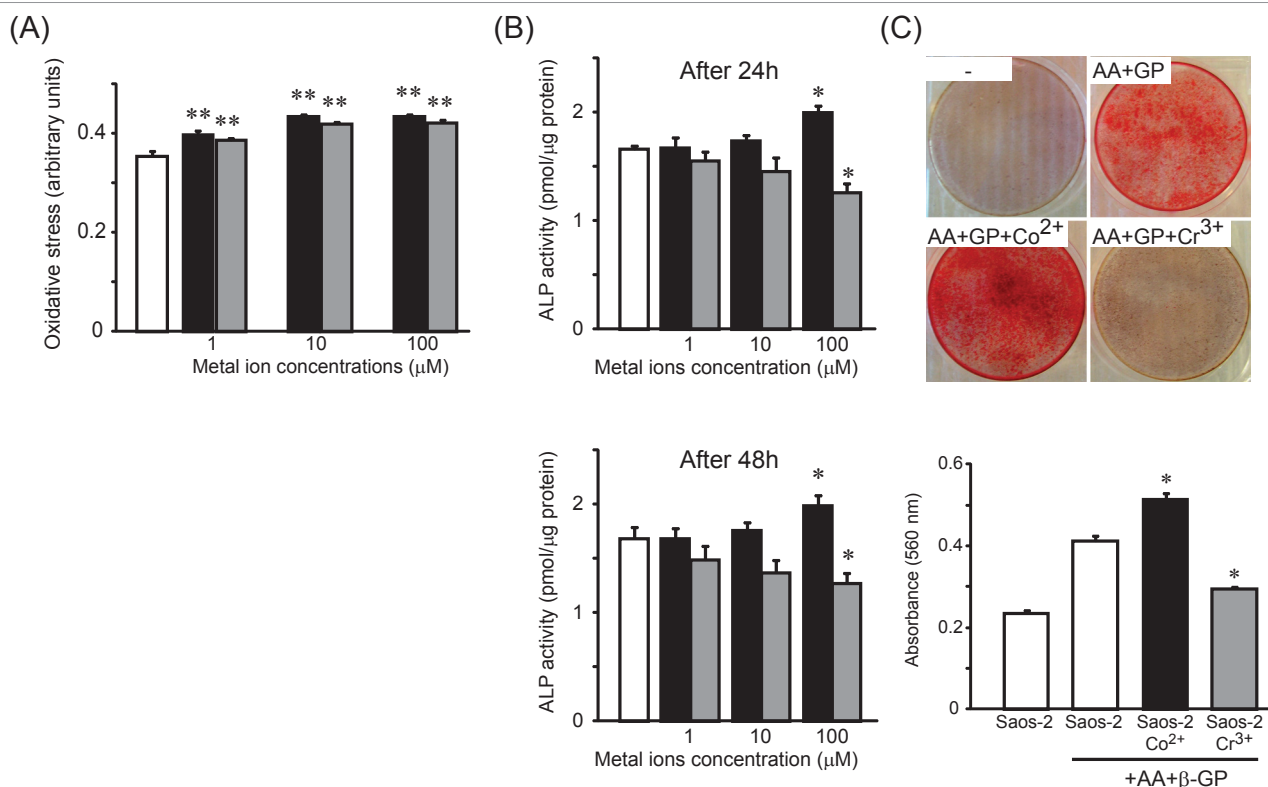 (A)
Oxidative stress (arbitrary units)
0.4
0.2
0
** ** ** ** ** **
1 10 100
Metal ion concentrations (μM)
(B)
After 24h
ALP activity (pmol/μg protein)
2
1
0
*
*
1 10 100
Metal ions concentration (μM)
After 48h
ALP activity (pmol/μg protein)
2
1
0
*
*
1 10 100
Metal ions concentration (μM)
(C)
-
AA+GP
AA+GP+Co2+
AA+GP+Cr3+
Absorbance (560 nm)
0.6
0.4
0.2
0
*
*
Saos-2 Saos-2 Saos-2 Saos-2
Co2+ Cr3+
+AA+β-GP